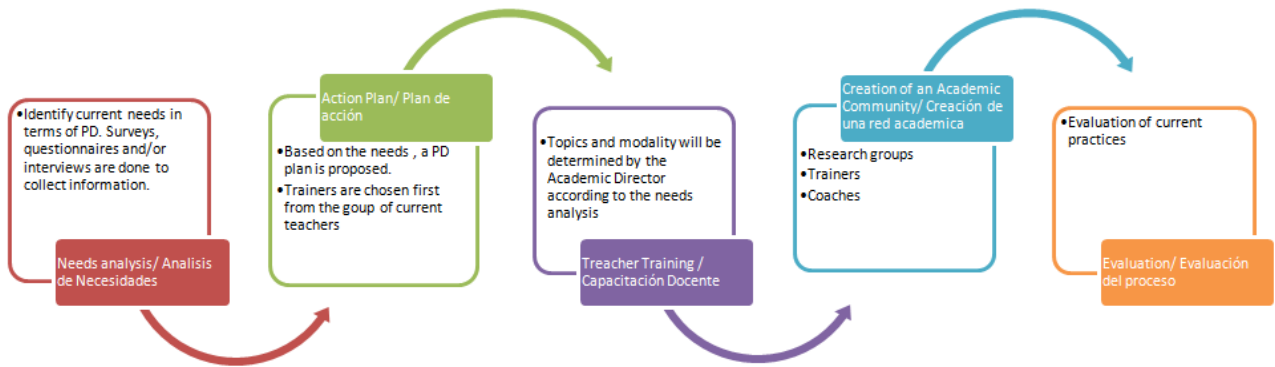 •Identify current needs in
terms of PD. Surveys,
questionnaires and/or
interviews are done to
collect information.
Needs analysis/ Analisis
de Necesidades
Action Plan/ Plan de
acción
•Based on the needs , a PD
plan is proposed.
•Trainers are chosen first
from the goup of current
teachers
•Topics and modality will be
determined by the
Academic Director
according to the needs
analysis
Treacher Training /
Capacitación Docente
Creation of an Academic
Community/ Creación de
una red academica
•Research groups
•Trainers
•Coaches
•Evaluation of current
practices
Evaluation/ Evaluación
del proceso